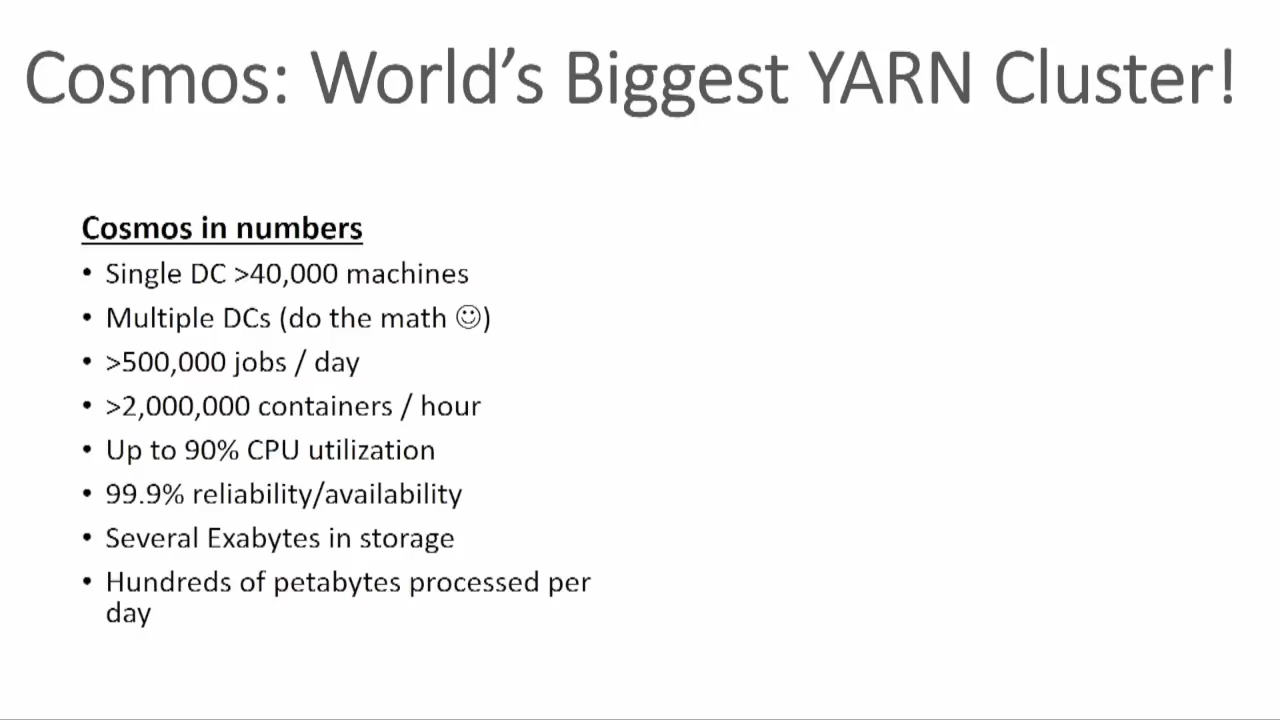 Cosmos: World’s Biggest YARN Cluster!
Cosmos in numbers
• Single DC >40,000 machines
• Multiple DCs (do the math ☺)
• >500,000 jobs / day
• >2,000,000 containers / hour
• Up to 90% CPU utilization
• 99.9% reliability/availability
• Several Exabytes in storage
• Hundreds of petabytes processed per
day